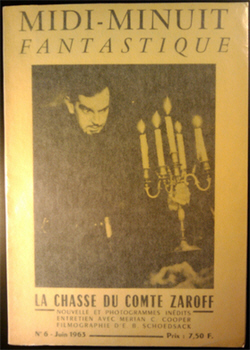 MIDI-MINUIT
FANTASTIQUE
LA CHASSE DU COMTE ZAROFF
NOUVELLE ET PHOTOGRAMMES INÉDITS
ENTRETIEN AVEC MERIAN C. COOPER
FILMOGRAPHIE D'E. B. SCHOEDSACK
N° 6 - Juin 1963 Prix : 7,50 F.